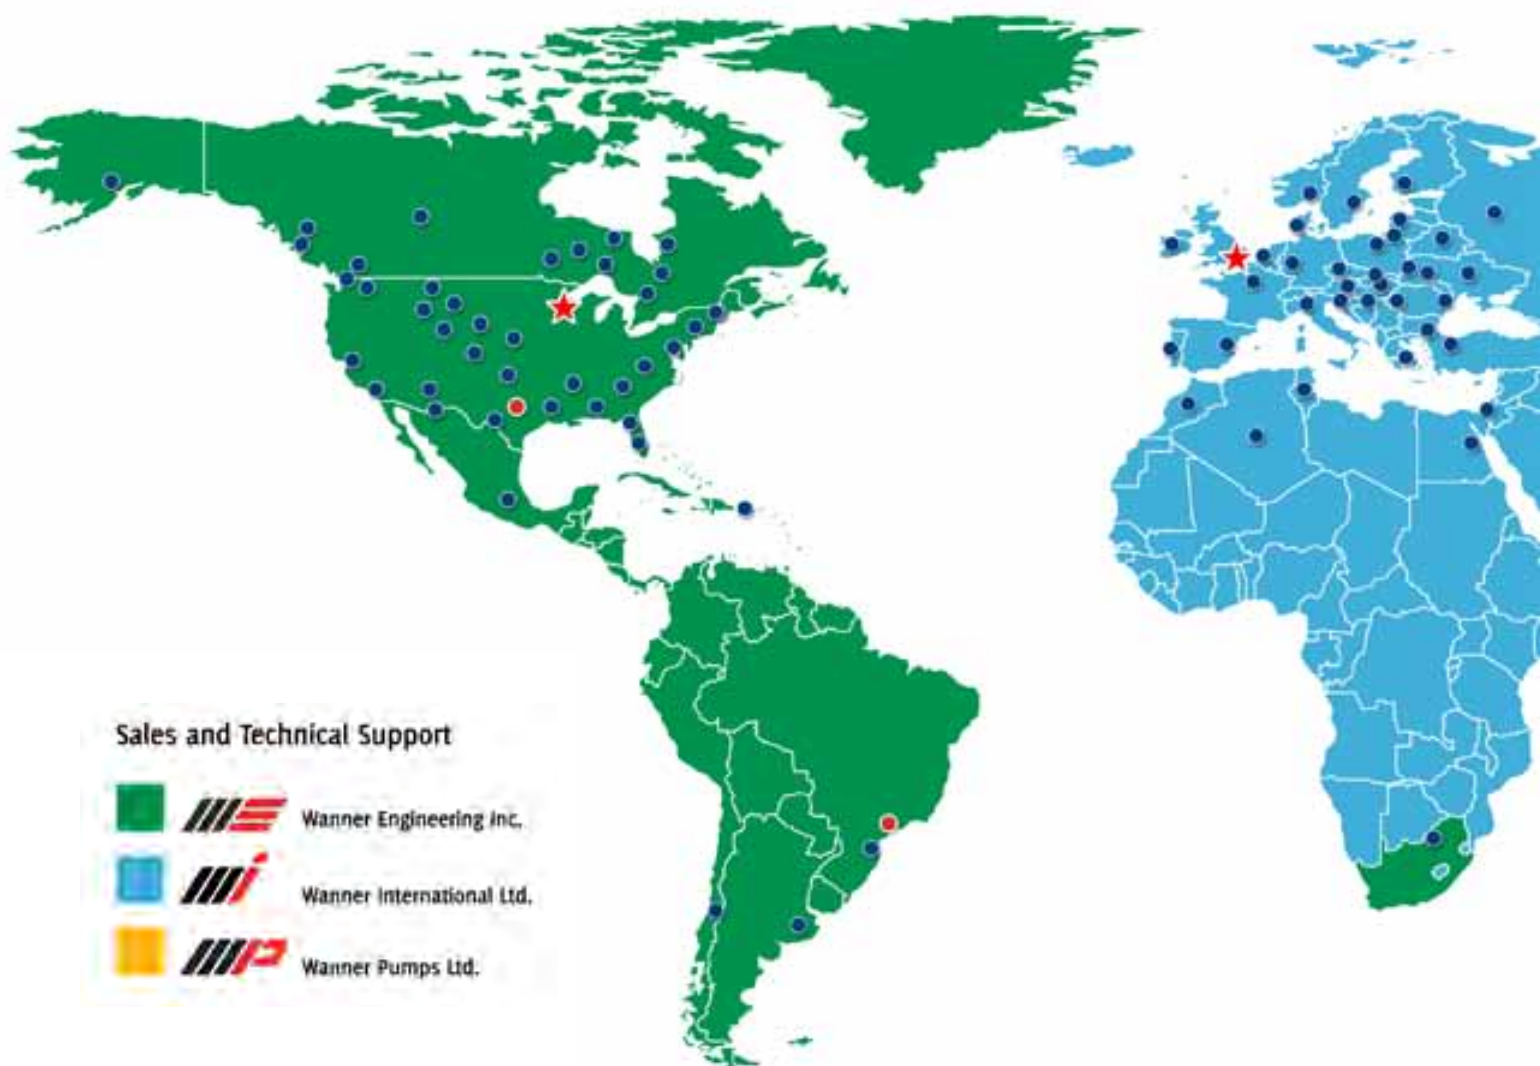 Sales and Technical Support
Wanner Engineering Inc.
Wanner International Ltd.
Wanner Pumps Ltd.